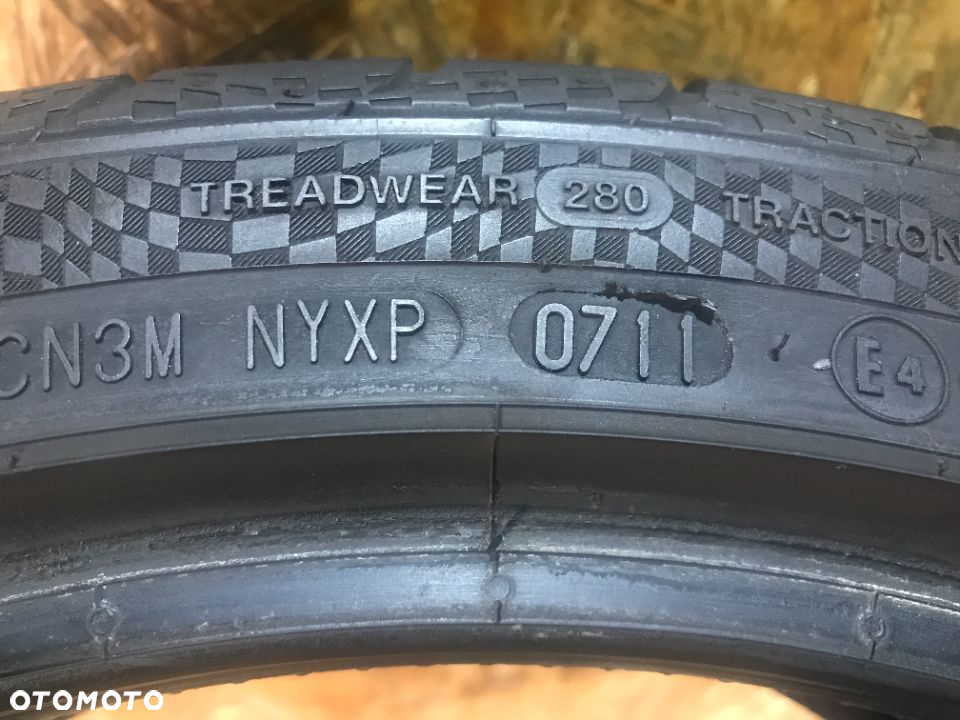 TREADWEAR 280 TRACTION
CN3M NYXP 0711 E4
OTOMOTO